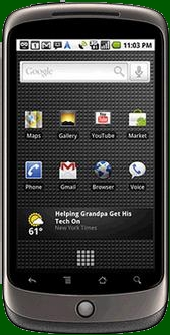 11:03 PM
Google
Maps Gallery YouTube Market
Phone Gmail Browser Voice
Helping Grandpa Get His
Tech On
New York Times
61°